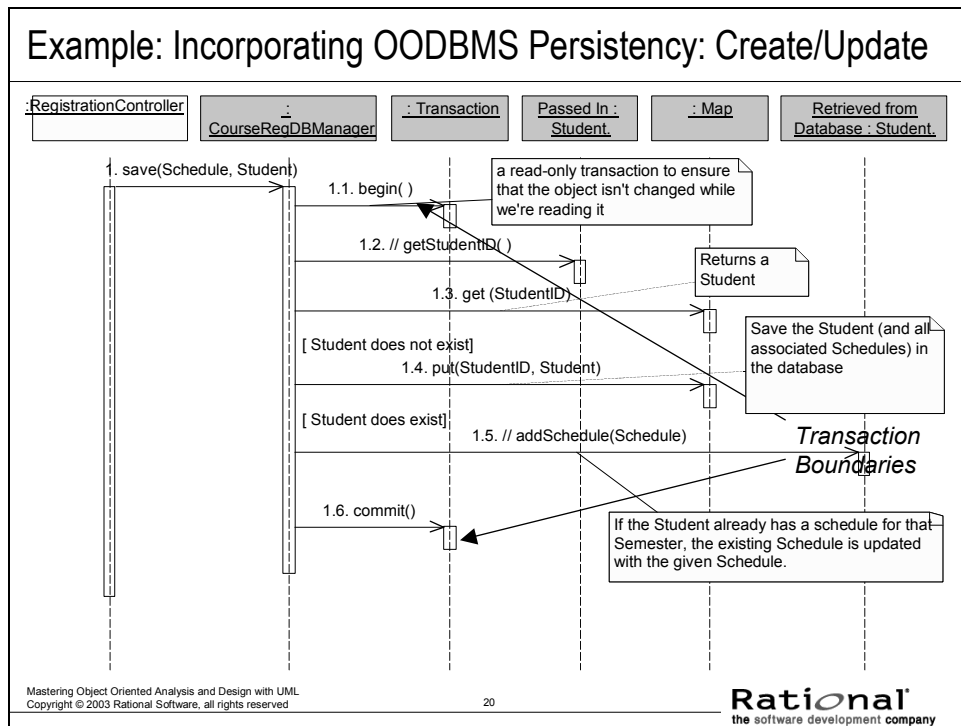 Example: Incorporating OODBMS Persistency: Create/Update
:RegistrationController
:
CourseRegDBManager
: Transaction
Passed In :
Student.
: Map
Retrieved from
Database : Student.
1. save(Schedule, Student)
1.1. begin( )
a read-only transaction to ensure
that the object isn't changed while
we're reading it
1.2. // getStudentID( )
Returns a
Student
1.3. get (StudentID)
Save the Student (and all
associated Schedules) in
the database
[ Student does not exist]
1.4. put(StudentID, Student)
[ Student does exist]
1.5. // addSchedule(Schedule)
Transaction
Boundaries
1.6. commit()
If the Student already has a schedule for that
Semester, the existing Schedule is updated
with the given Schedule.
Mastering Object Oriented Analysis and Design with UML
Copyright © 2003 Rational Software, all rights reserved
20
Rational
the software development company